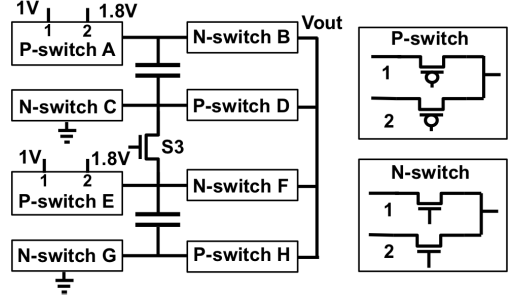 1V 1.8V
1 2
P-switch A
N-switch B
Vout
N-switch C
P-switch D
S3
1V 1.8V
1 2
P-switch E
N-switch F
N-switch G
P-switch H
P-switch
1
2
N-switch
1
2